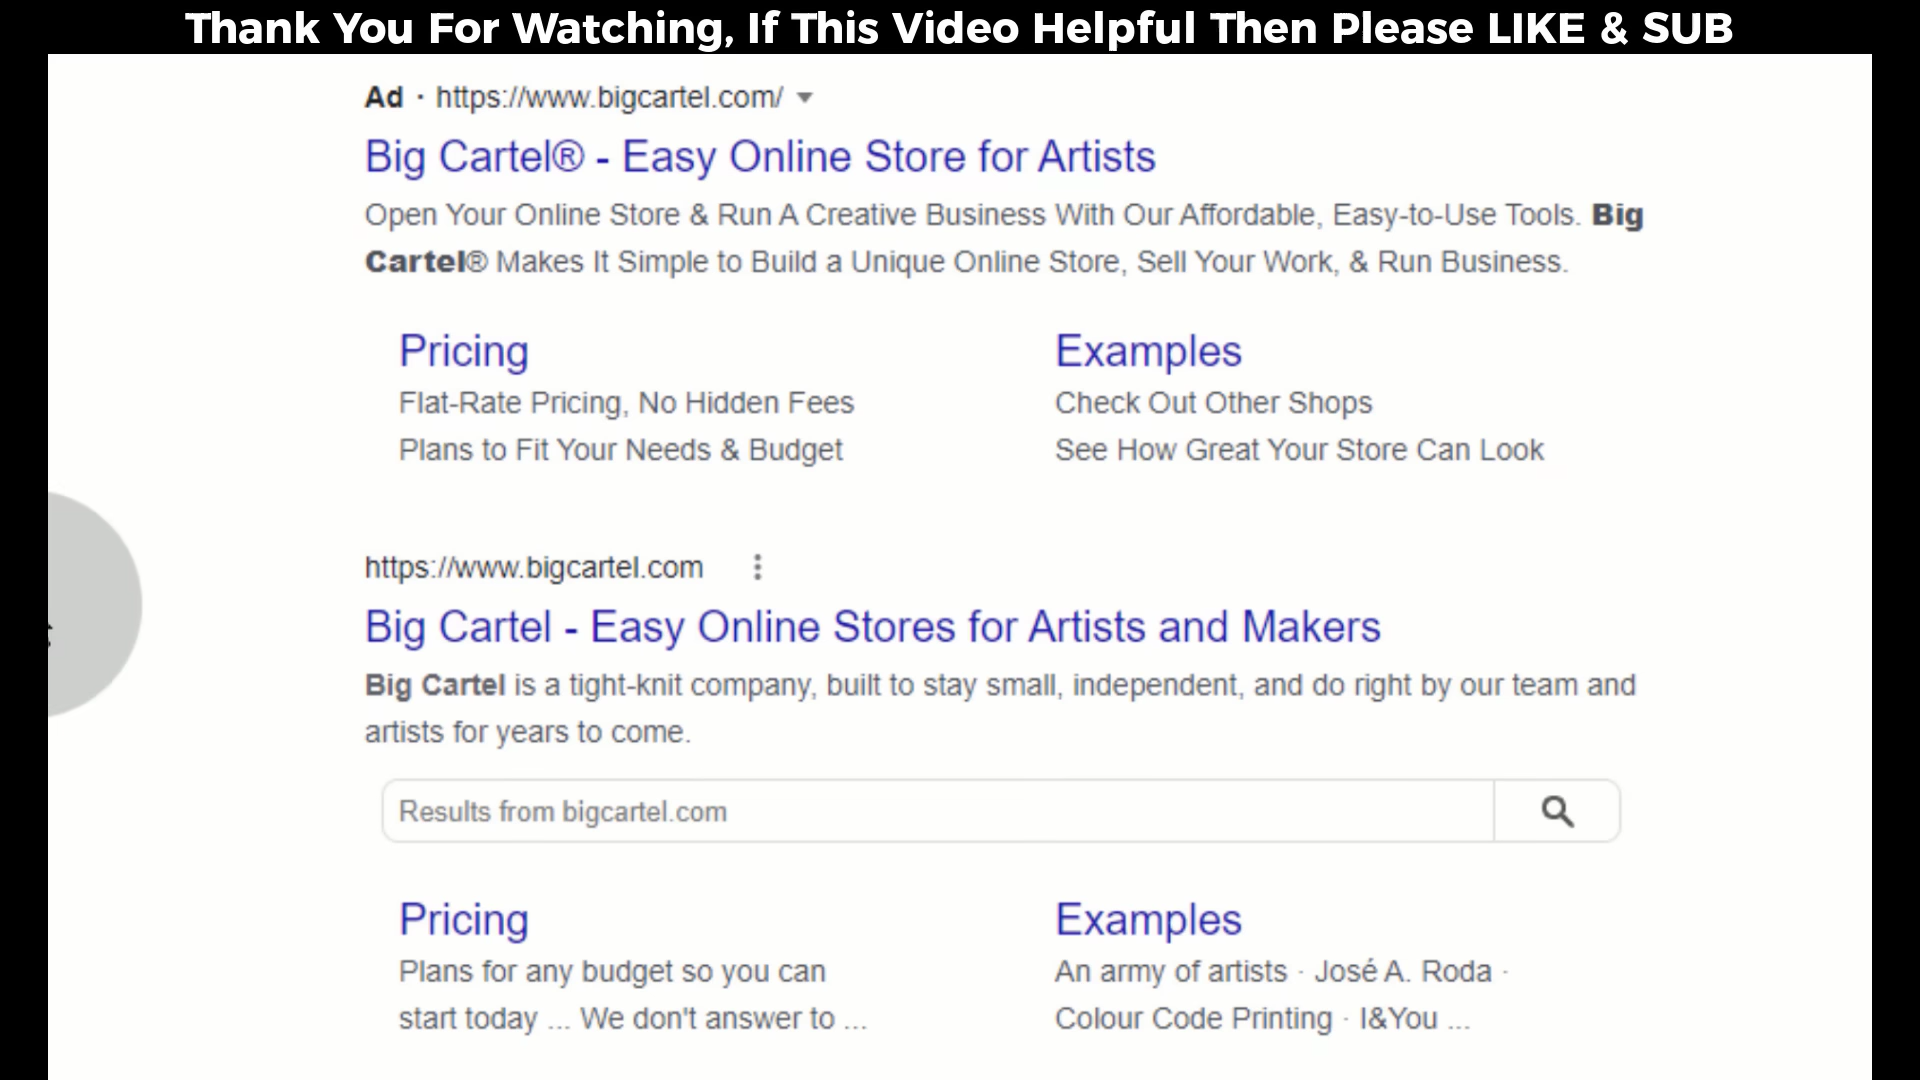 Thank You For Watching, If This Video Helpful Then Please LIKE & SUB
Ad · https://www.bigcartel.com/
Big Cartel® - Easy Online Store for Artists
Open Your Online Store & Run A Creative Business With Our Affordable, Easy-to-Use Tools. Big
Cartel® Makes It Simple to Build a Unique Online Store, Sell Your Work, & Run Business.
Pricing
Flat-Rate Pricing, No Hidden Fees
Plans to Fit Your Needs & Budget
Examples
Check Out Other Shops
See How Great Your Store Can Look
https://www.bigcartel.com
Big Cartel - Easy Online Stores for Artists and Makers
Big Cartel is a tight-knit company, built to stay small, independent, and do right by our team and
artists for years to come.
Results from bigcartel.com
Pricing
Plans for any budget so you can
start today ... We don't answer to ...
Examples
An army of artists · José A. Roda ·
Colour Code Printing · I&You ...